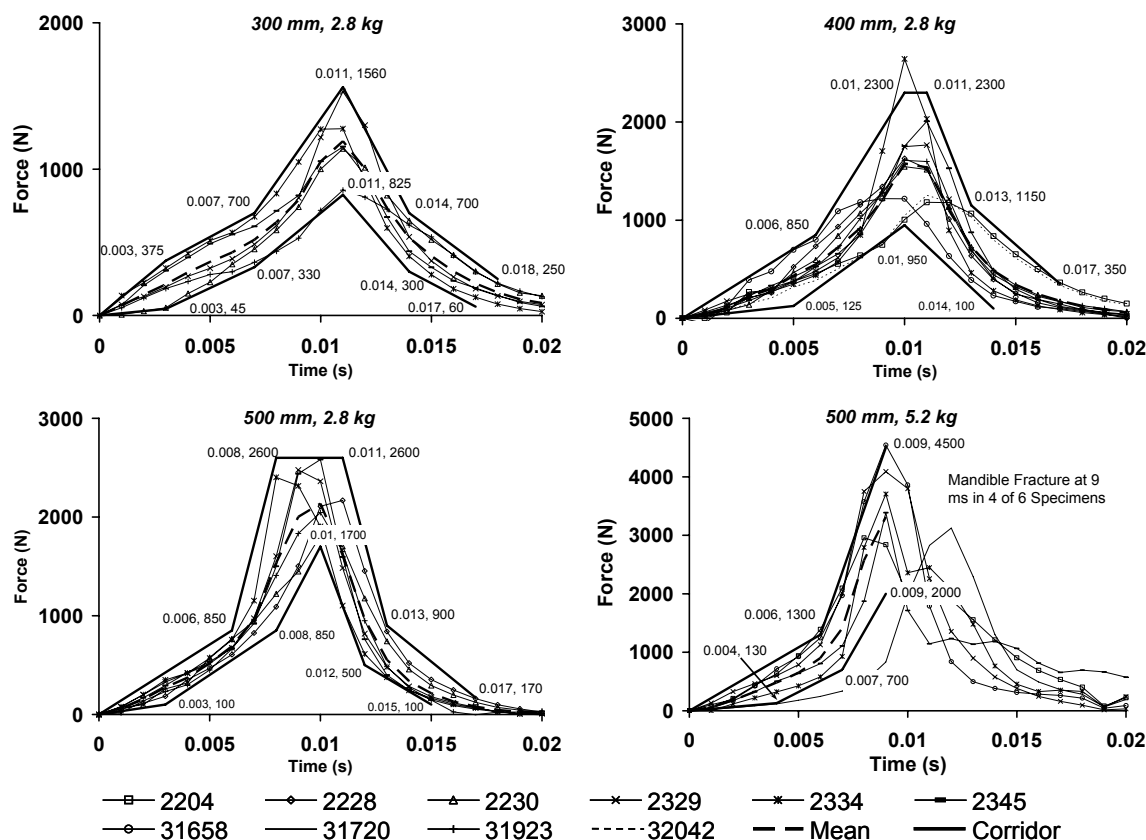 300 mm, 2.8 kg
2000
1000
0
Force (N)
0.011, 1560
0.007, 700
0.003, 375
0.011, 825
0.014, 700
0.018, 250
0.007, 330
0.003, 45
0.014, 300
0.017, 60
0 0.005 0.01 0.015 0.02
Time (s)
400 mm, 2.8 kg
3000
2000
1000
0
Force (N)
0.01, 2300
0.011, 2300
0.006, 850
0.013, 1150
0.01, 950
0.017, 350
0.005, 125
0.014, 100
0 0.005 0.01 0.015 0.02
Time (s)
500 mm, 2.8 kg
3000
2000
1000
0
Force (N)
0.008, 2600
0.011, 2600
0.01, 1700
0.006, 850
0.013, 900
0.008, 850
0.012, 500
0.017, 170
0.003, 100
0.015, 100
0 0.005 0.01 0.015 0.02
Time (s)
500 mm, 5.2 kg
5000
4000
3000
2000
1000
0
Force (N)
0.009, 4500
Mandible Fracture at 9
ms in 4 of 6 Specimens
0.006, 1300
0.009, 2000
0.004, 130
0.007, 700
0 0.005 0.01 0.015 0.02
Time (s)
2204 2228 2230 2329 2334 2345
31658 31720 31923 32042 Mean Corridor